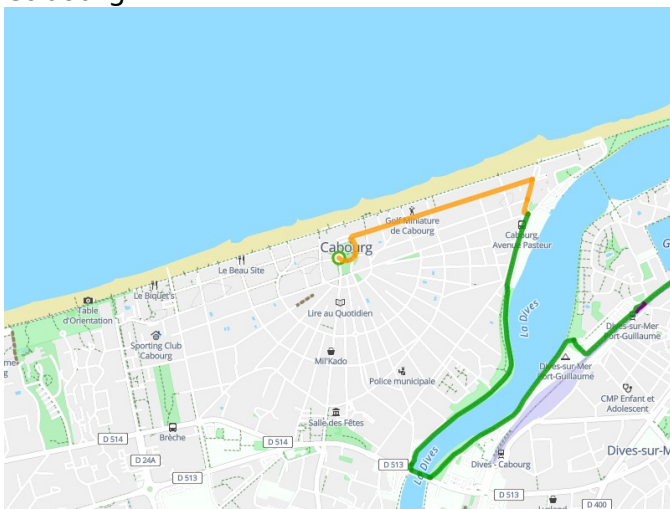 Golf Miniature
de Cabourg
Cabourg
Cabourg,
Avenue Pasteur
Le Beau Site
Le Biquet's
Table
d'Orientation
Lire au Quotidien
La Dives
Dives-sur-Mer
Port-Guillaume
Sporting Club
Cabourg
Mil'Kado
Dives-sur-Mer
Port-Guillaume
Police municipale
CMP Enfant et
Adolescent
Salle des Fêtes
Brèche
D 514
D 514
Dives-sur-M
D 24A
D 513
La Dives
Dives - Cabourg
D 513
D 513
D 400